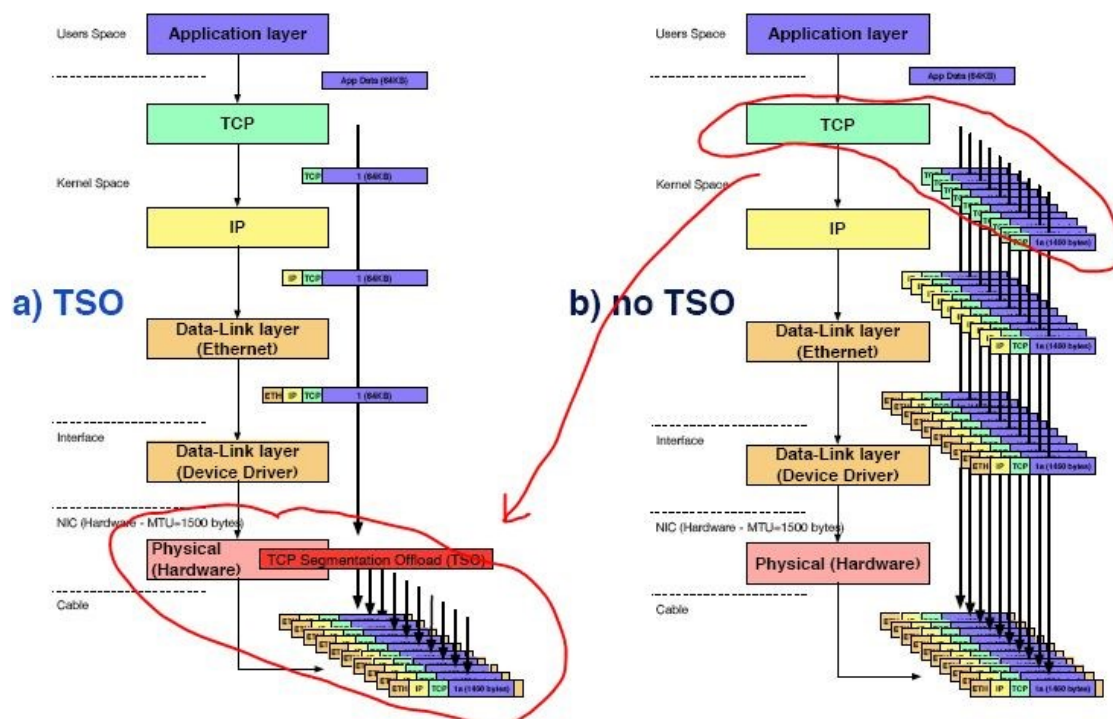 Users Space
Application layer
App Data (64KB)
TCP
TCP 1 (64KB)
Kernel Space
IP
IP TCP 1 (64KB)
a) TSO
Data-Link layer
(Ethernet)
ETH IP TCP 1 (64KB)
Interface
Data-Link layer
(Device Driver)
NIC (Hardware - MTU=1500 bytes)
Physical
(Hardware)
TCP Segmentation Offload (TSO)
Cable
ETH IP TCP 1a (1450 bytes)
Users Space
Application layer
App Data (64KB)
TCP
Kernel Space
TCP 1a (1450 bytes)
IP
b) no TSO
IP TCP 1a (1450 bytes)
Data-Link layer
(Ethernet)
Interface
Data-Link layer
(Device Driver)
ETH IP TCP 1a (1450 bytes)
NIC (Hardware - MTU=1500 bytes)
Physical (Hardware)
Cable
ETH IP TCP 1a (1450 bytes)